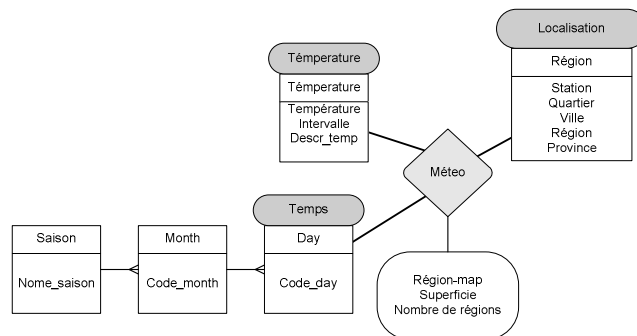 Localisation
Région
Station
Quartier
Ville
Région
Province
Témperature
Témperature
Température
Intervalle
Descr_temp
Méteo
Temps
Day
Code_day
Month
Code_month
Saison
Nome_saison
Région-map
Superficie
Nombre de régions